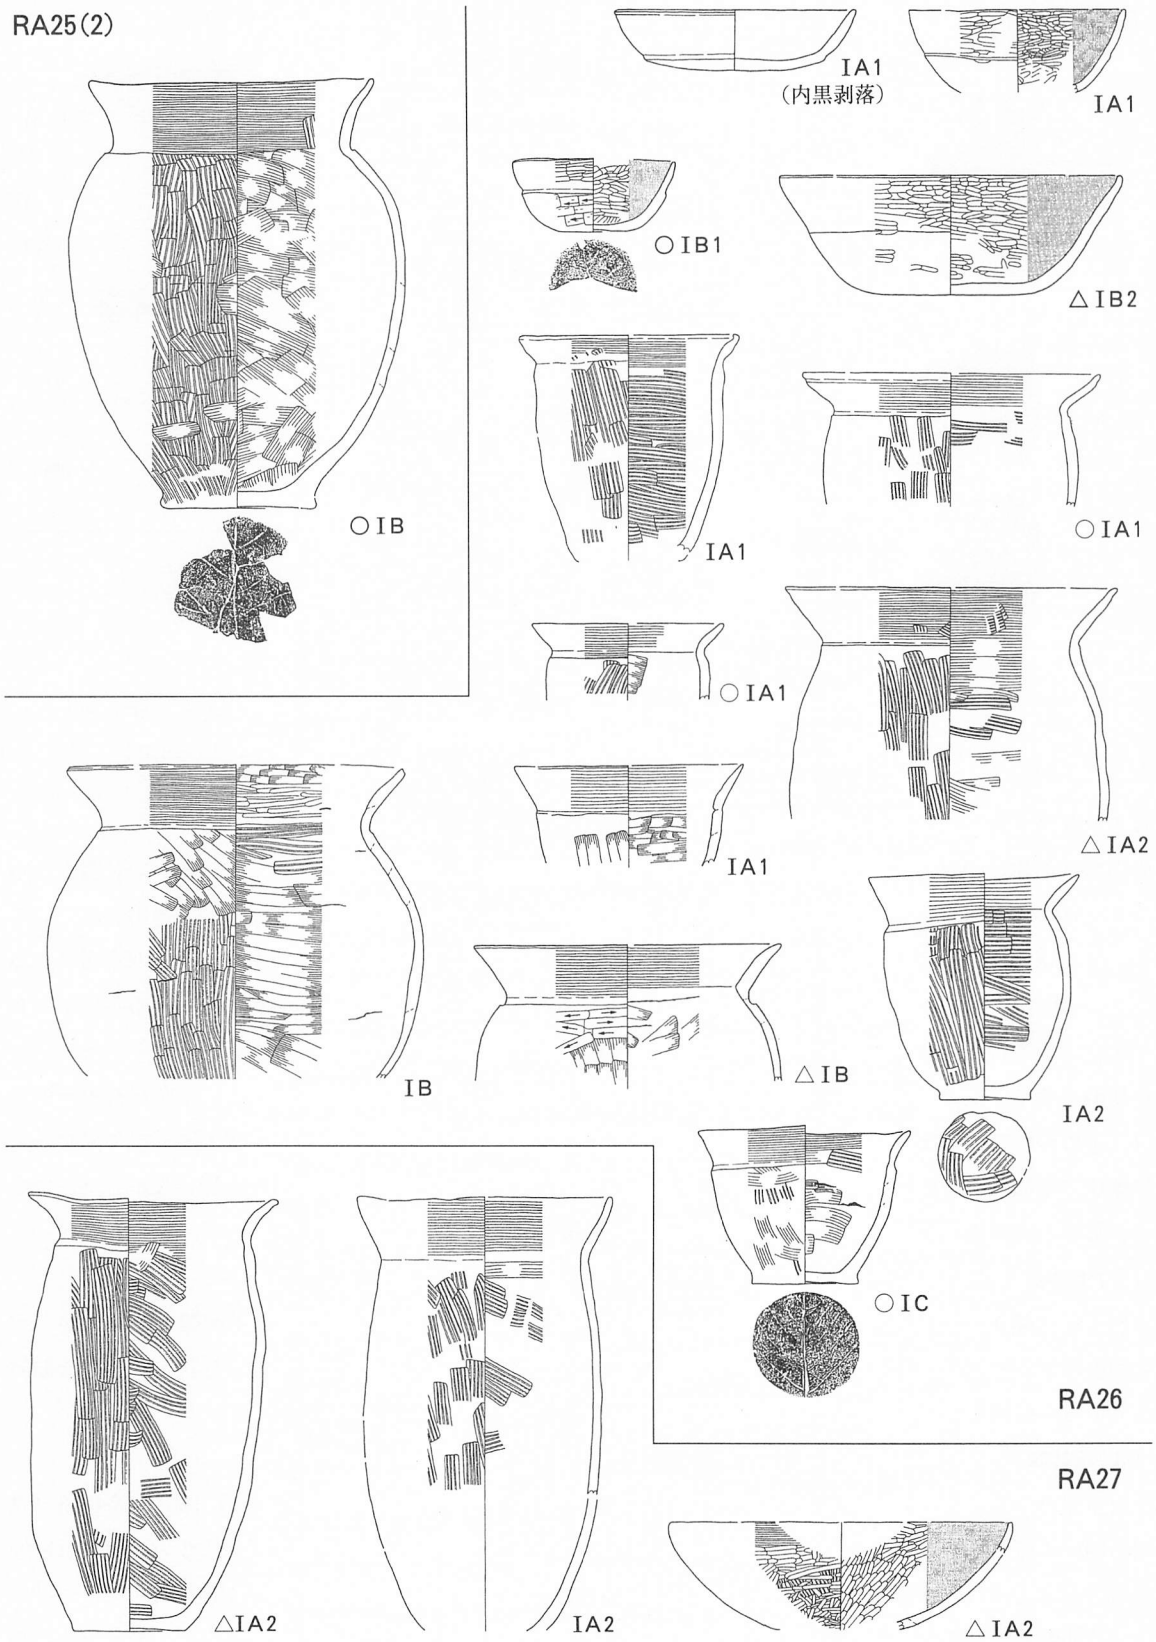 RA25(2)
○IB
IA1
(内黒剥落)
IA1
○IB1
△IB2
IA1
○IA1
○IA1
△IA2
IA1
IB
△IB
IA2
○IC
RA26
△IA2
IA2
RA27
△IA2